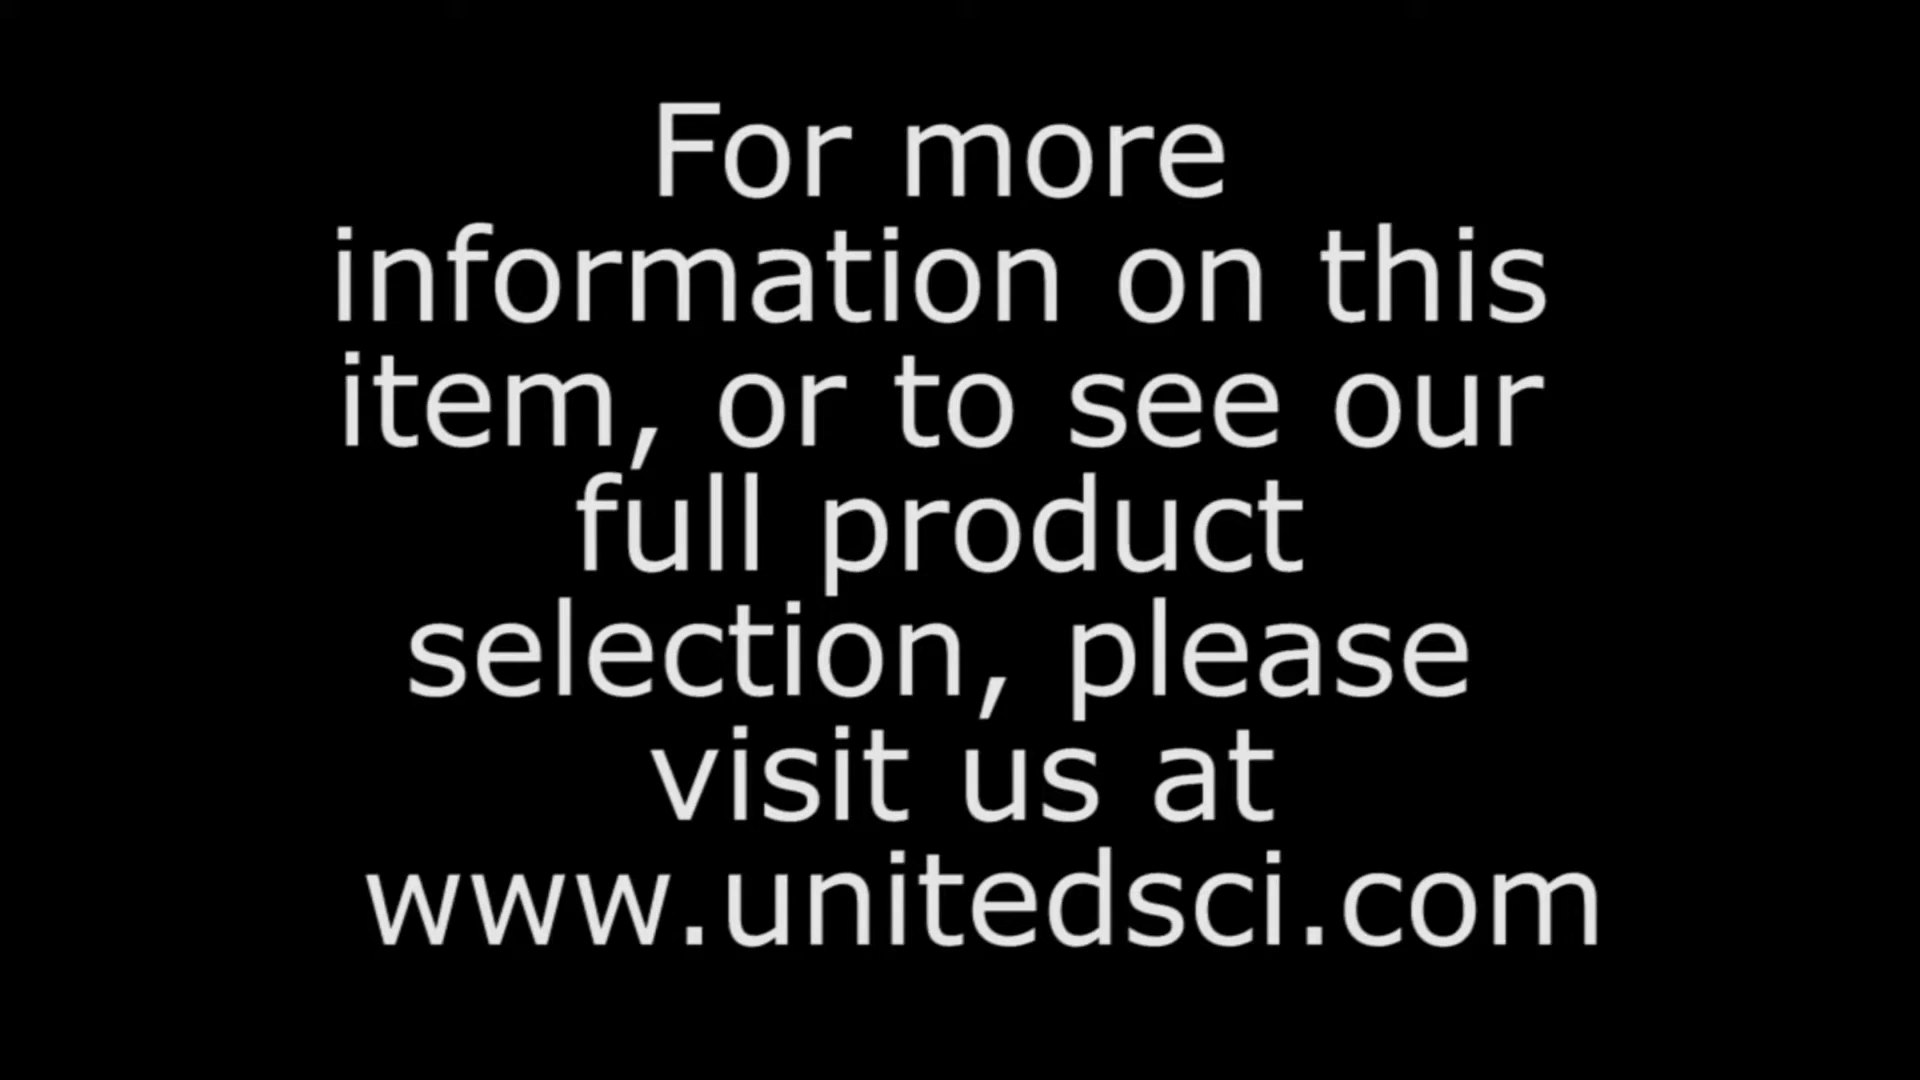 For more
information on this
item, or to see our
full product
selection, please
visit us at
www.unitedsci.com